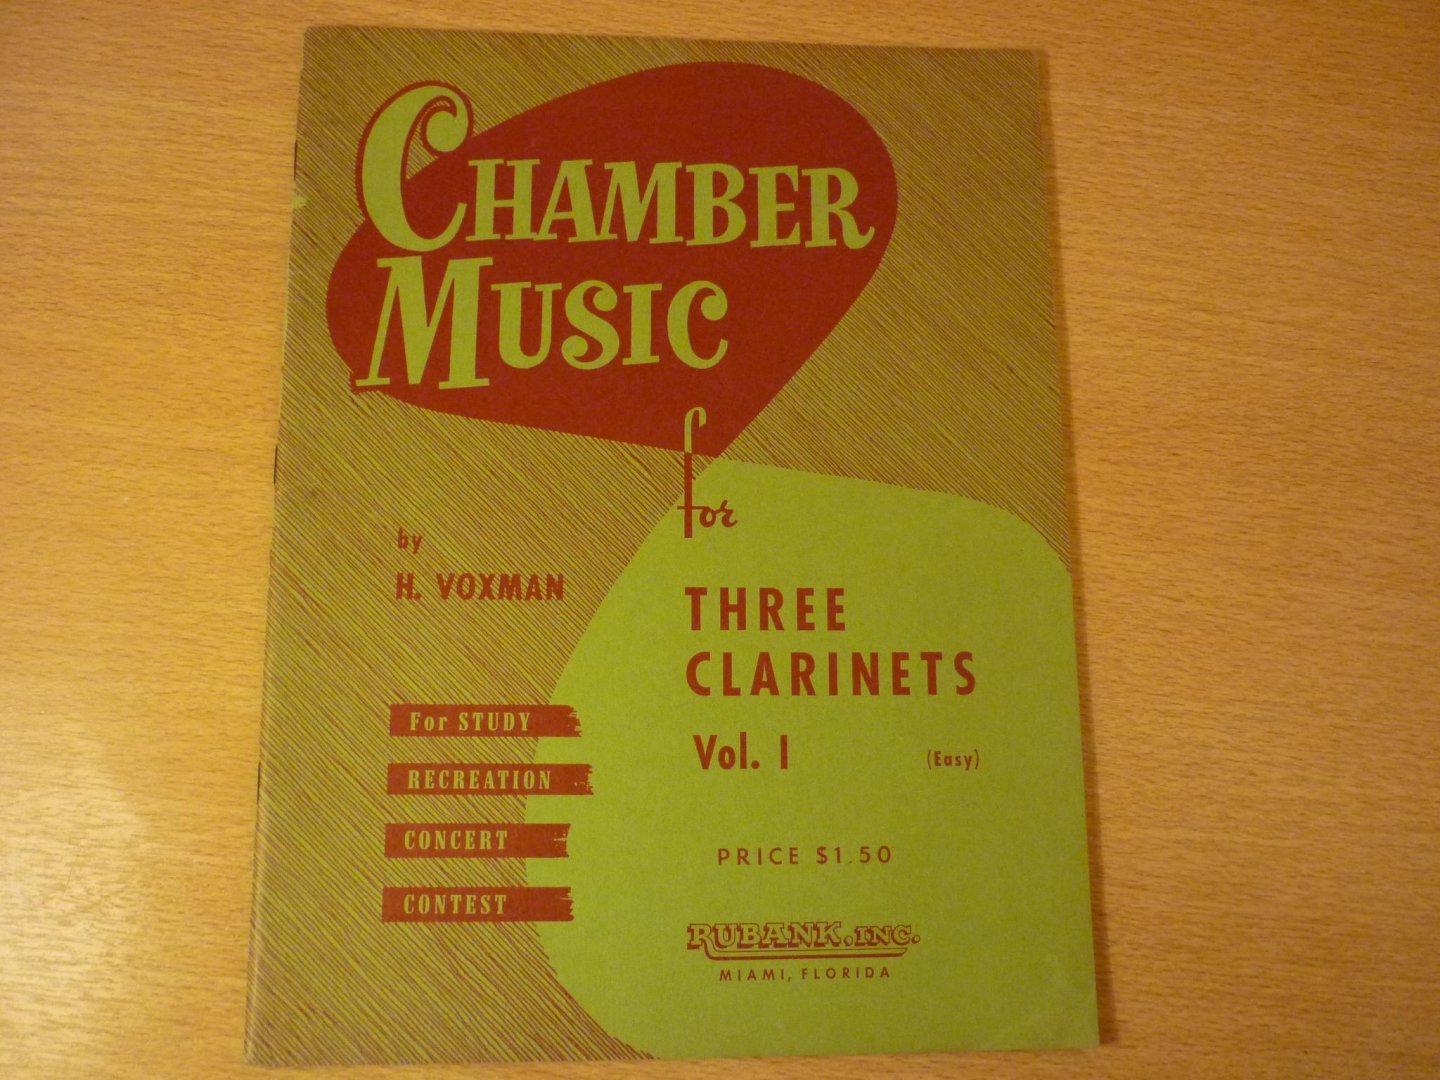 CHAMBER
MUSIC
for
by
H. VOXMAN
THREE
CLARINETS
Vol. I
(Easy)
For STUDY
RECREATION
CONCERT
CONTEST
PRICE $1.50
RUBANK, INC.
MIAMI, FLORIDA